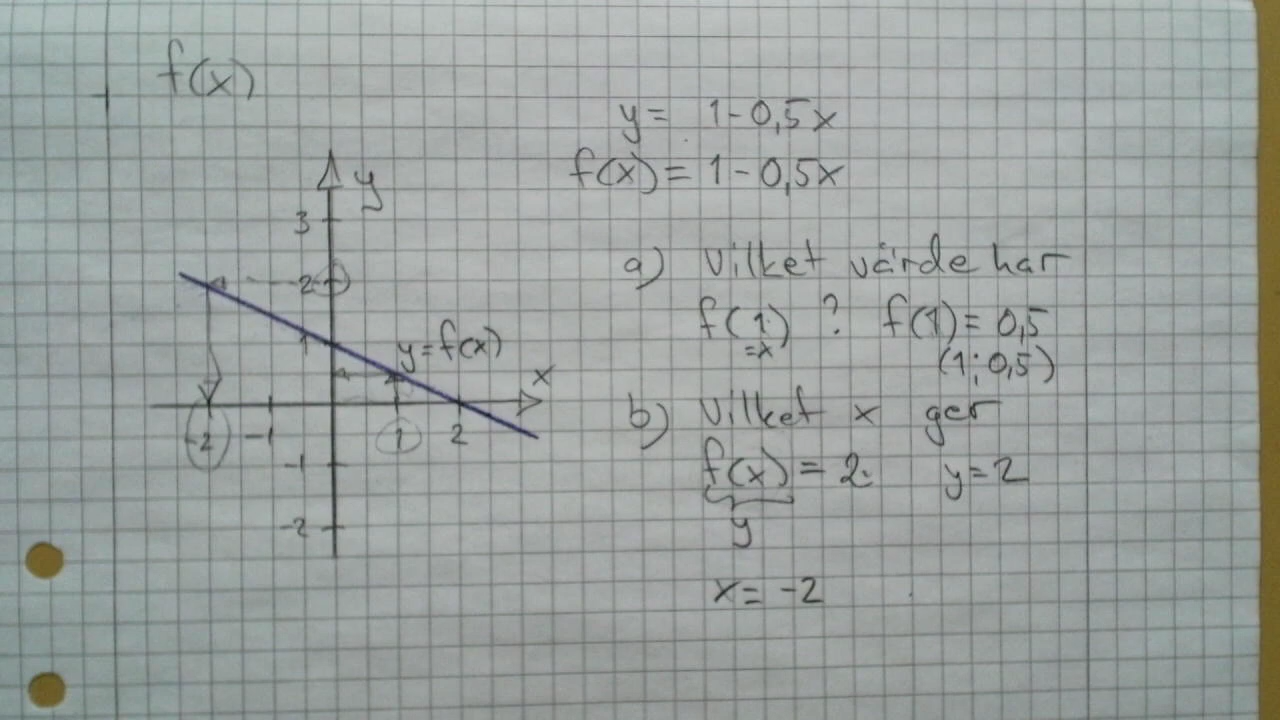 f(x)
y = 1 - 0,5x
f(x) = 1 - 0,5x
y
3
2
1
y=f(x)
x
-2 -1 1 2
-1
-2
a) Vilket värde har
f(1) ? f(1) = 0,5
=x (1; 0,5)
b) Vilket x ger
f(x) = 2. y = 2
y
x = -2